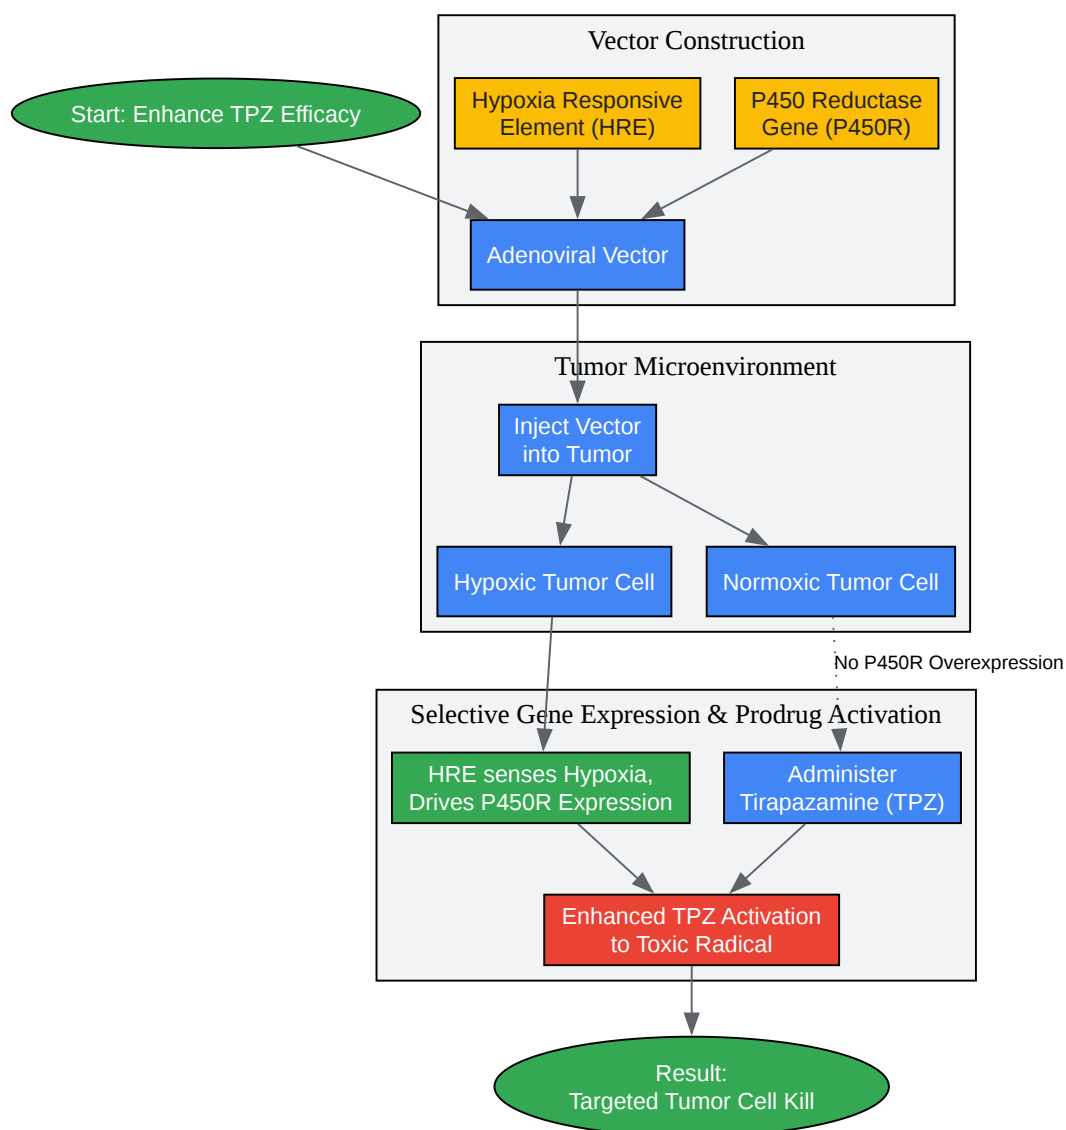 Vector Construction
Start: Enhance TPZ Efficacy
Hypoxia Responsive
Element (HRE)
P450 Reductase
Gene (P450R)
Adenoviral Vector
Tumor Microenvironment
Inject Vector
into Tumor
Hypoxic Tumor Cell
Normoxic Tumor Cell
No P450R Overexpression
Selective Gene Expression & Prodrug Activation
HRE senses Hypoxia,
Drives P450R Expression
Administer
Tirapazamine (TPZ)
Enhanced TPZ Activation
to Toxic Radical
Result:
Targeted Tumor Cell Kill